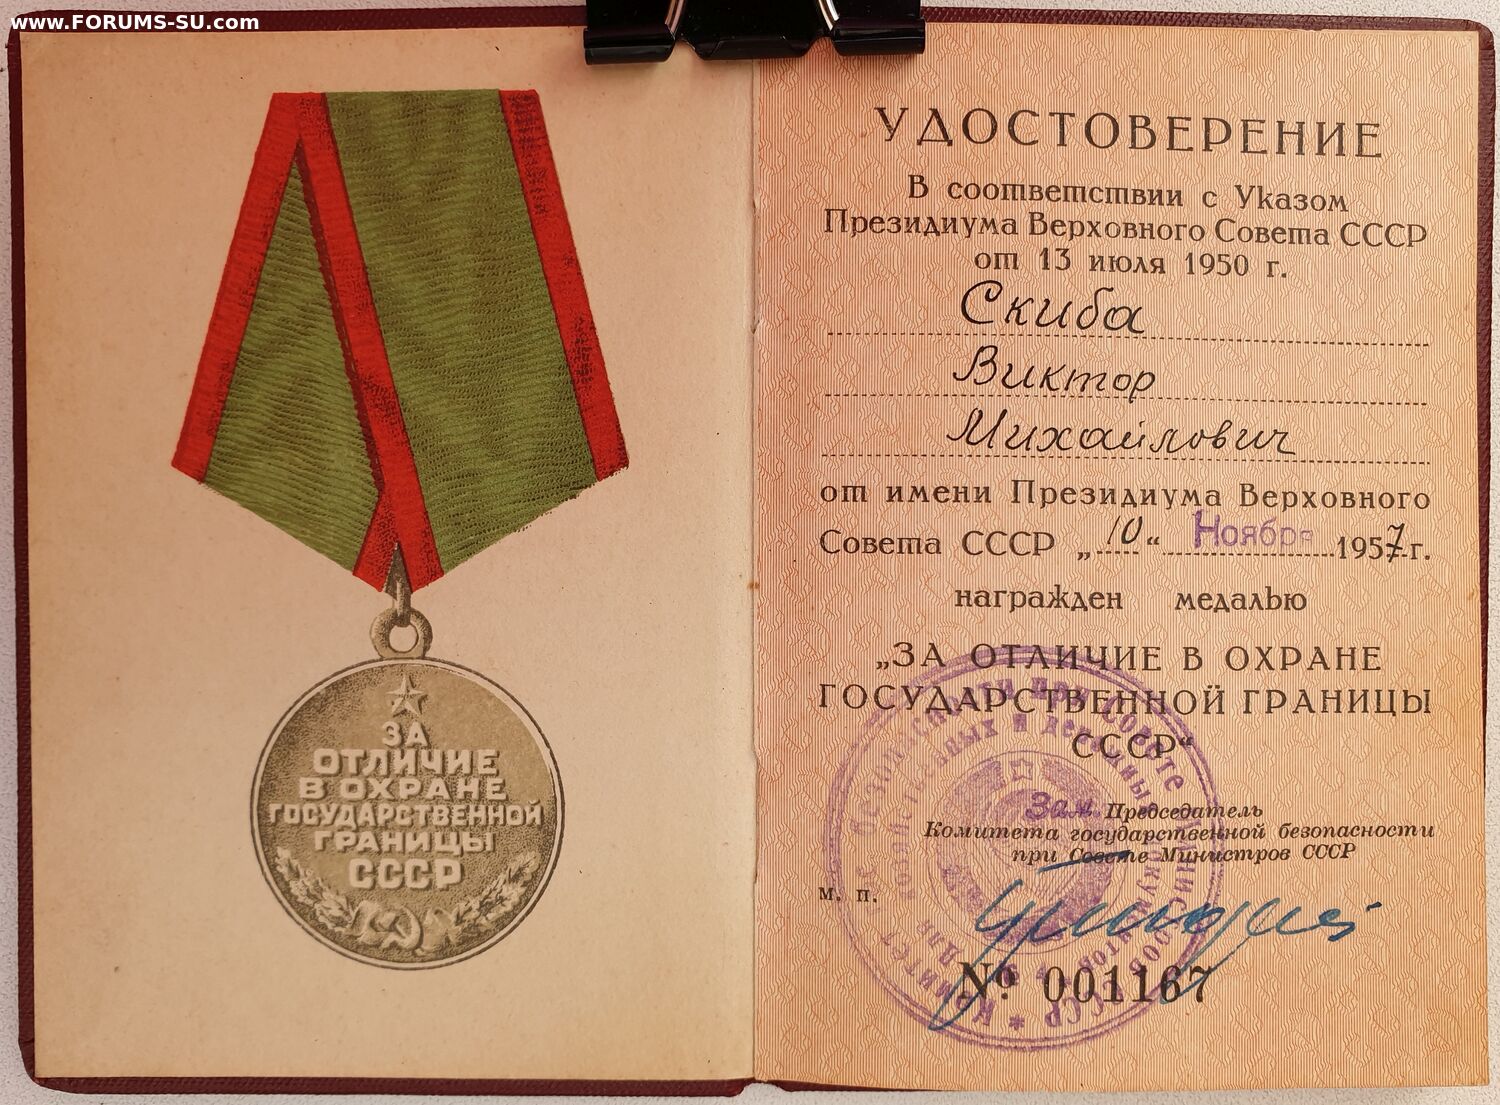 www.FORUMS-SU.com
ЗА
ОТЛИЧИЕ
В ОХРАНЕ
ГОСУДАРСТВЕННОЙ
ГРАНИЦЫ
СССР
УДОСТОВЕРЕНИЕ
В соответствии с Указом
Президиума Верховного Совета СССР
от 13 июля 1950 г.
Скиба
Виктор
Михайлович
от имени Президиума Верховного
Совета СССР „10“ Ноября 1957 г.
награжден медалью
„ЗА ОТЛИЧИЕ В ОХРАНЕ
ГОСУДАРСТВЕННОЙ ГРАНИЦЫ
СССР“
Зам. Председатель
Комитета государственной безопасности
при Совете Министров СССР
м. п.
№ 001167